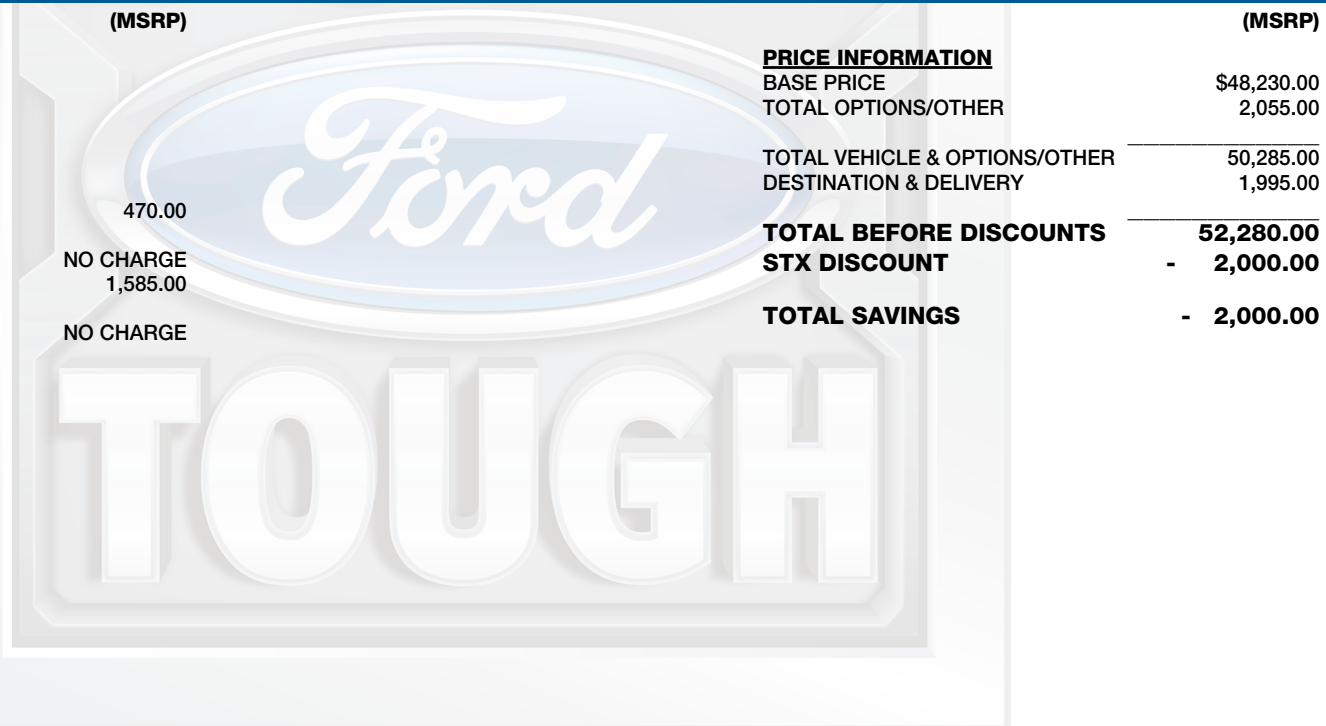 (MSRP)
470.00
NO CHARGE
1,585.00
NO CHARGE
(MSRP)
PRICE INFORMATION
BASE PRICE $48,230.00
TOTAL OPTIONS/OTHER 2,055.00
TOTAL VEHICLE & OPTIONS/OTHER 50,285.00
DESTINATION & DELIVERY 1,995.00
TOTAL BEFORE DISCOUNTS 52,280.00
STX DISCOUNT - 2,000.00
TOTAL SAVINGS - 2,000.00
Ford
TOUGH